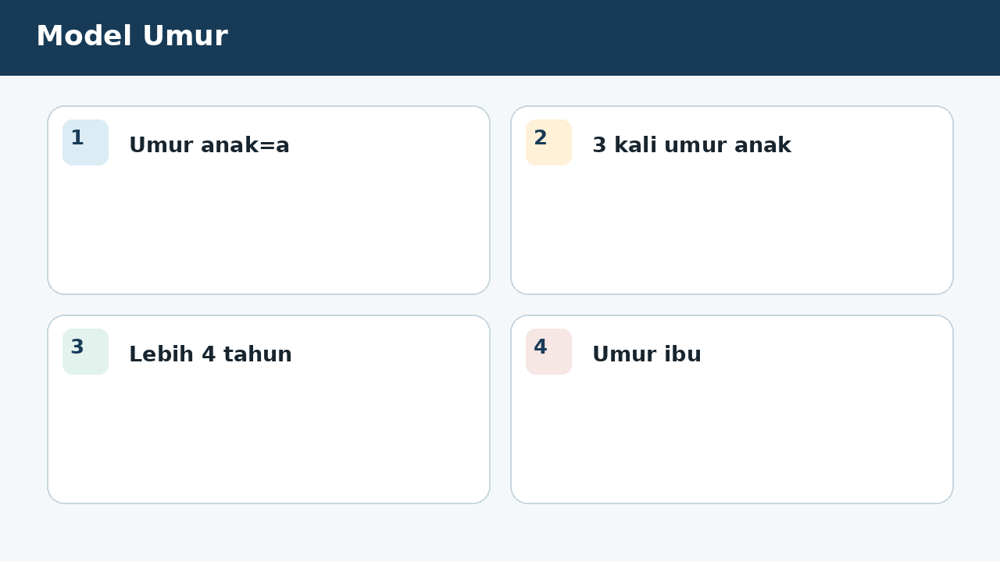 Model Umur
1
Umur anak=a
2
3 kali umur anak
3
Lebih 4 tahun
4
Umur ibu